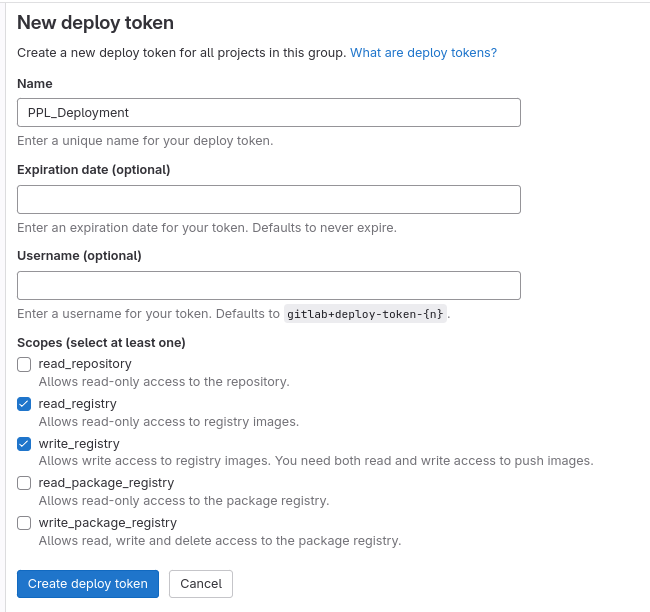 New deploy token
Create a new deploy token for all projects in this group. What are deploy tokens?
Name
PPL_Deployment
Enter a unique name for your deploy token.
Expiration date (optional)
Enter an expiration date for your token. Defaults to never expire.
Username (optional)
Enter a username for your token. Defaults to gitlab+deploy-token-{n}.
Scopes (select at least one)
read_repository
Allows read-only access to the repository.
read_registry
Allows read-only access to registry images.
write_registry
Allows write access to registry images. You need both read and write access to push images.
read_package_registry
Allows read-only access to the package registry.
write_package_registry
Allows read, write and delete access to the package registry.
Create deploy token Cancel